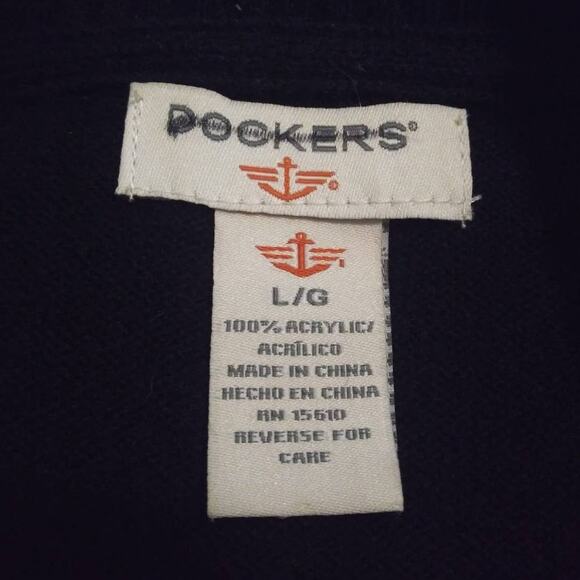 DOCKERS®
®
L/G
100% ACRYLIC/
ACRÍLICO
MADE IN CHINA
HECHO EN CHINA
RN 15610
REVERSE FOR
CARE